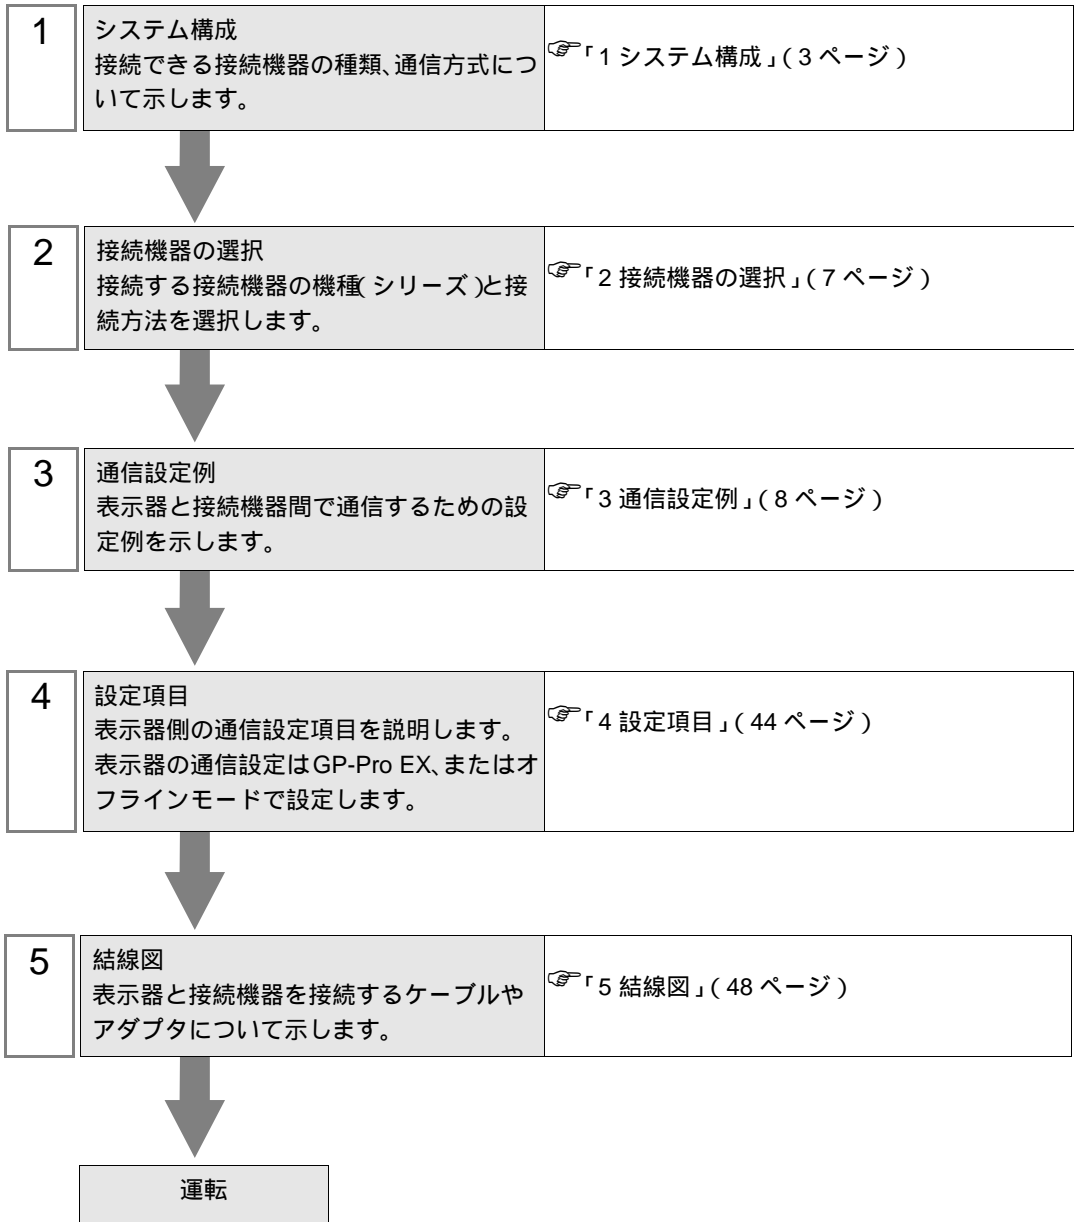 1
システム構成
接続できる接続機器の種類、通信方式につ
いて示します。
☞「1 システム構成」(3 ページ)
2
接続機器の選択
接続する接続機器の機種(シリーズ)と接
続方法を選択します。
☞「2 接続機器の選択」(7 ページ)
3
通信設定例
表示器と接続機器間で通信するための設
定例を示します。
☞「3 通信設定例」(8 ページ)
4
設定項目
表示器側の通信設定項目を説明します。
表示器の通信設定はGP-Pro EX、またはオ
フラインモードで設定します。
☞「4 設定項目」(44 ページ)
5
結線図
表示器と接続機器を接続するケーブルや
アダプタについて示します。
☞「5 結線図」(48 ページ)
運転